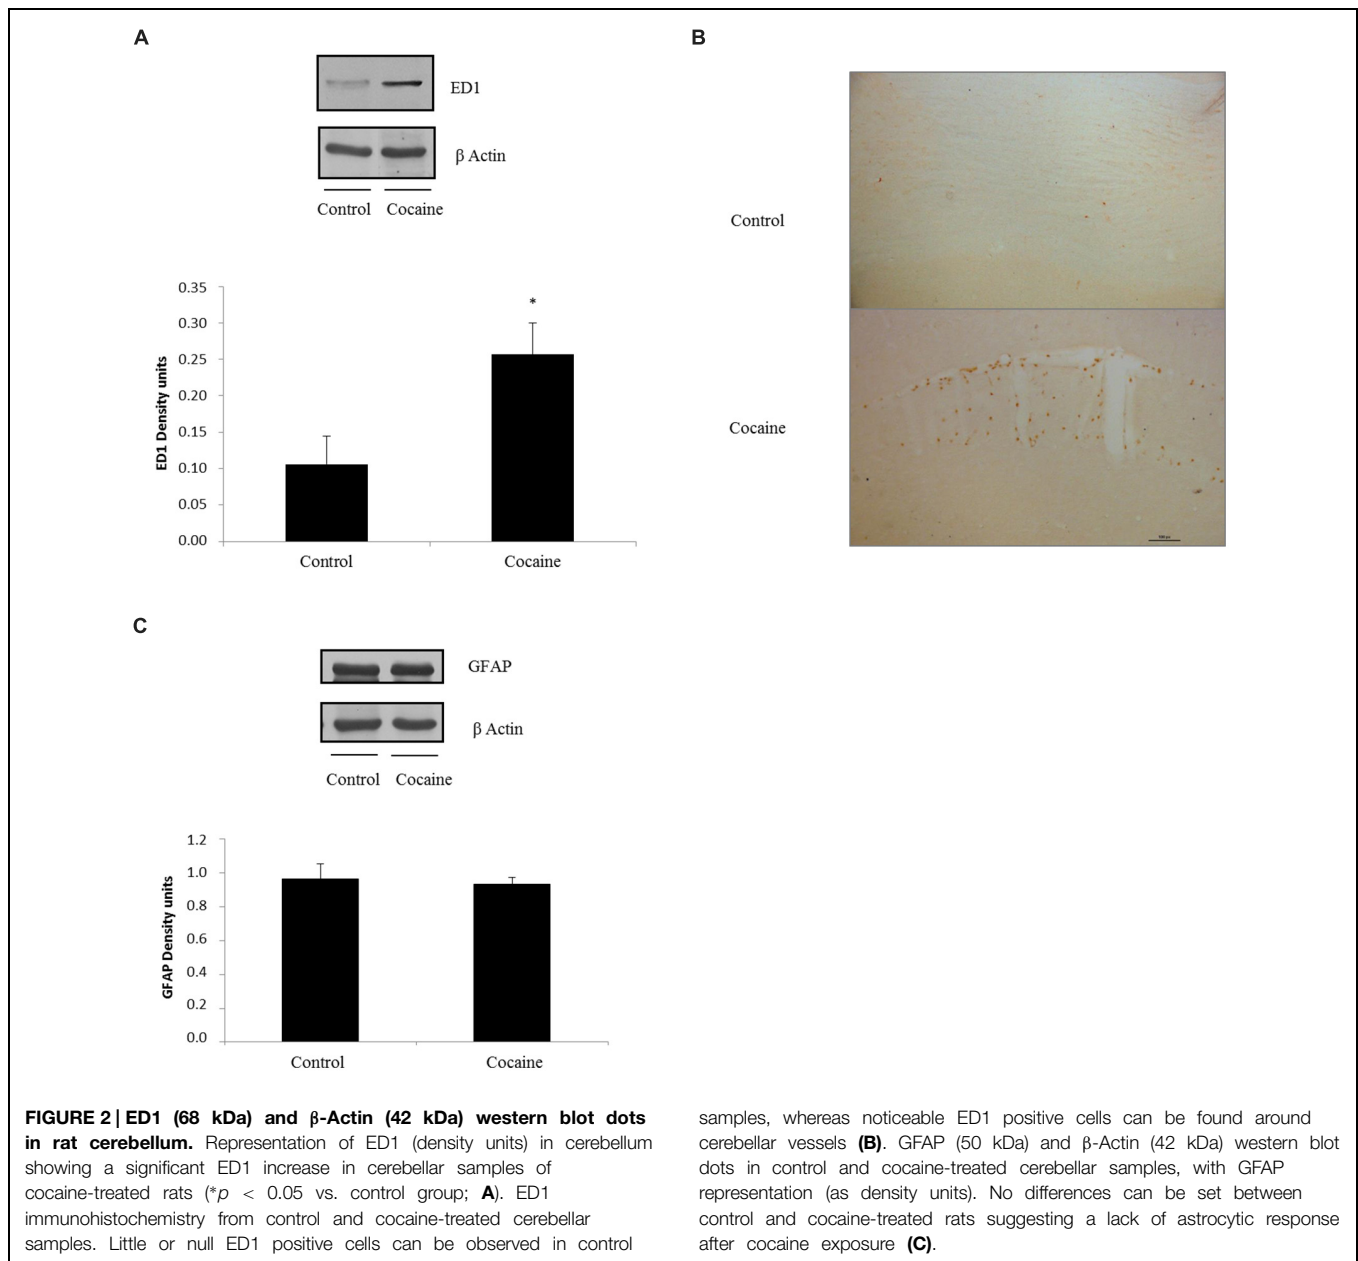 A
ED1
β Actin
Control Cocaine
0.35
0.30
0.25
0.20
0.15
0.10
0.05
0.00
ED1 Density units
*
Control Cocaine
B
Control
Cocaine
C
GFAP
β Actin
Control Cocaine
1.2
1.0
0.8
0.6
0.4
0.2
0.0
GFAP Density units
Control Cocaine
FIGURE 2 | ED1 (68 kDa) and β-Actin (42 kDa) western blot dots
in rat cerebellum. Representation of ED1 (density units) in cerebellum
showing a significant ED1 increase in cerebellar samples of
cocaine-treated rats (*p < 0.05 vs. control group; A). ED1
immunohistochemistry from control and cocaine-treated cerebellar
samples. Little or null ED1 positive cells can be observed in control
samples, whereas noticeable ED1 positive cells can be found around
cerebellar vessels (B). GFAP (50 kDa) and β-Actin (42 kDa) western blot
dots in control and cocaine-treated cerebellar samples, with GFAP
representation (as density units). No differences can be set between
control and cocaine-treated rats suggesting a lack of astrocytic response
after cocaine exposure (C).